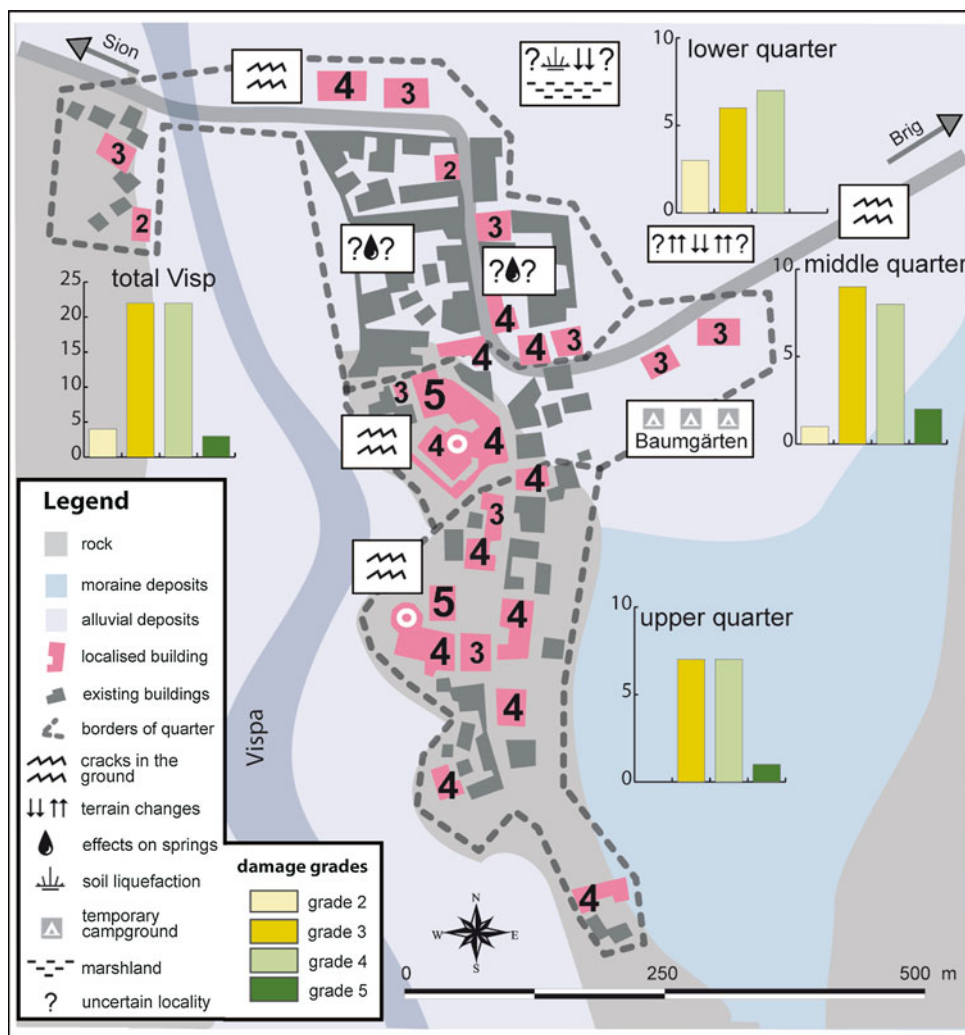 Sion
4
3
? ↓↓ ?
10
lower quarter
5
0
Brig
3
2
2
3
?
?
?
?
? ↑↑ ↓↓ ↑↑ ?
total Visp
25
20
15
10
5
0
10
middle quarter
5
0
4
4
4
3
3
3
3
5
4
4
Baumgärten
4
3
4
5
4
4
3
4
4
4
10
upper quarter
5
0
Vispa
Legend
rock
moraine deposits
alluvial deposits
localised building
existing buildings
borders of quarter
cracks in the
ground
↓↓ ↑↑ terrain changes
effects on springs
soil liquefaction
temporary
campground
marshland
? uncertain locality
damage grades
grade 2
grade 3
grade 4
grade 5
N
W E
S
0 250 500 m